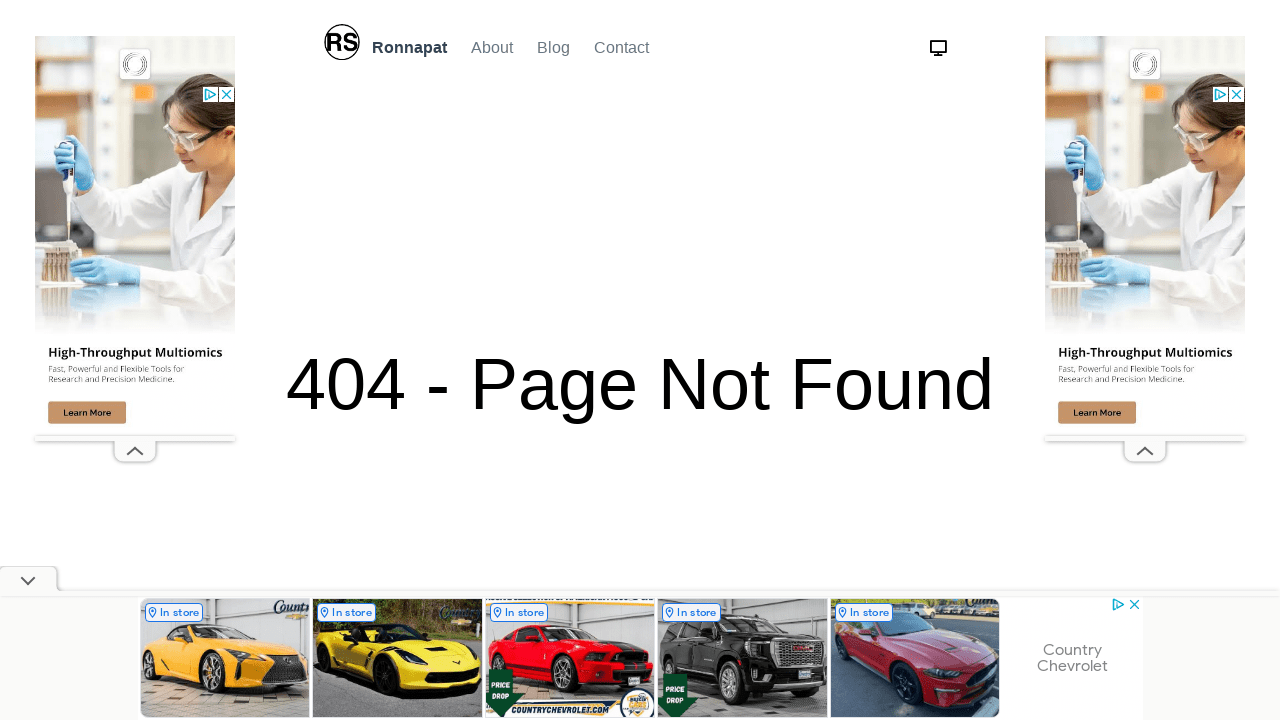 RS
Ronnapat About Blog Contact
High-Throughput Multiomics
Fast, Powerful and Flexible Tools for
Research and Precision Medicine.
Learn More
404 - Page Not Found
High-Throughput Multiomics
Fast, Powerful and Flexible Tools for
Research and Precision Medicine.
Learn More
In store
In store
In store
In store
In store
PRICE
DROP
COUNTRYCHEVROLET.COM
PRICE
DROP
Country
Chevrolet